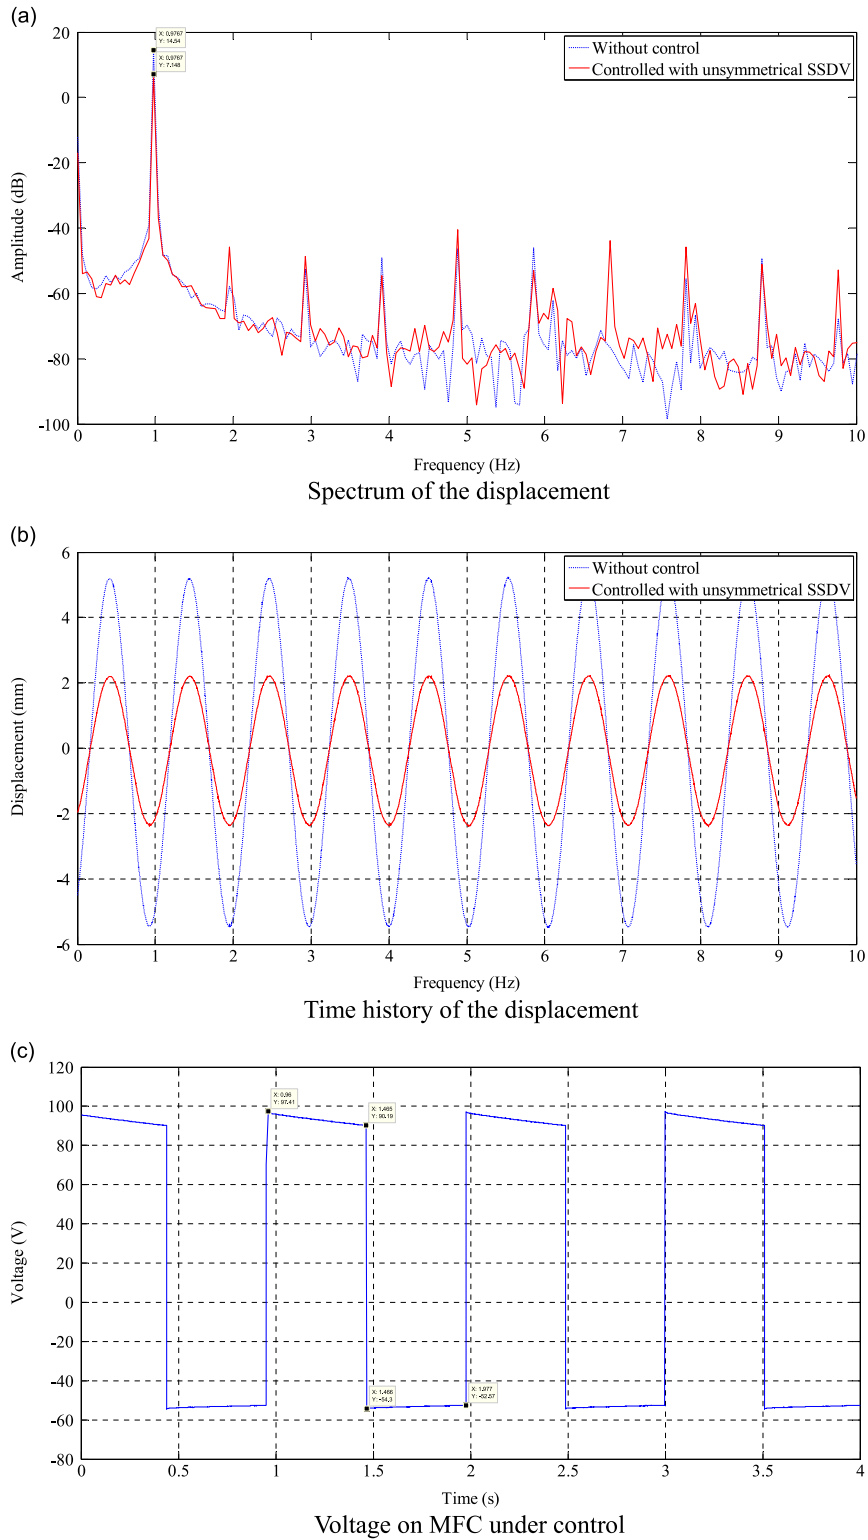 (a)
20
0
-20
-40
-60
-80
-100
Amplitude (dB)
X: 0.9767
Y: 14.54
X: 0.9767
Y: 7.148
Without control
Controlled with unsymmetrical SSDV
0 1 2 3 4 5 6 7 8 9 10
Frequency (Hz)
Spectrum of the displacement
(b)
6
4
2
0
-2
-4
-6
Displacement (mm)
Without control
Controlled with unsymmetrical SSDV
0 1 2 3 4 5 6 7 8 9 10
Frequency (Hz)
Time history of the displacement
(c)
120
100
80
60
40
20
0
-20
-40
-60
-80
Voltage (V)
X: 0.96
Y: 97.41
X: 1.465
Y: 90.19
X: 1.466
Y: -54.3
X: 1.977
Y: -52.57
0 0.5 1 1.5 2 2.5 3 3.5 4
Time (s)
Voltage on MFC under control